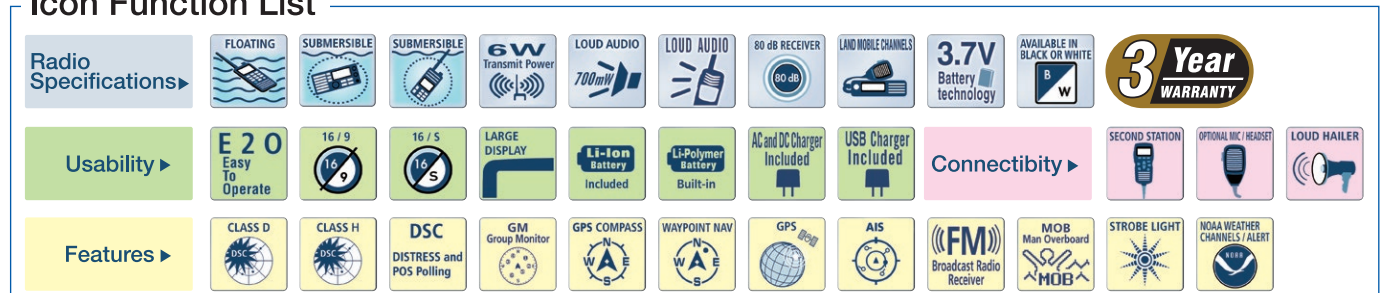 Icon Function List
Radio
Specifications
FLOATING
SUBMERSIBLE
SUBMERSIBLE
6W
Transmit Power
LOUD AUDIO
700mW
LOUD AUDIO
80 dB RECEIVER
80 dB
LAND MOBILE CHANNELS
3.7V
Battery
technology
AVAILABLE IN
BLACK OR WHITE
B
W
3 Year
WARRANTY
Usability
E 2 O
Easy
To
Operate
16 / 9
16
9
16 / S
16
S
LARGE
DISPLAY
Li-Ion
Battery
Included
Li-Polymer
Battery
Built-in
AC and DC Charger
Included
USB Charger
Included
Connectibity
SECOND STATION
OPTIONAL MIC / HEADSET
LOUD HAILER
Features
CLASS D
DSC
CLASS H
DSC
DSC
DISTRESS and
POS Polling
GM
Group Monitor
GPS COMPASS
N
W A E
S
WAYPOINT NAV
N
W E
S
GPS
AIS
FM
Broadcast Radio
Receiver
MOB
Man Overboard
MOB
STROBE LIGHT
NOAA WEATHER
CHANNELS / ALERT
NOAA